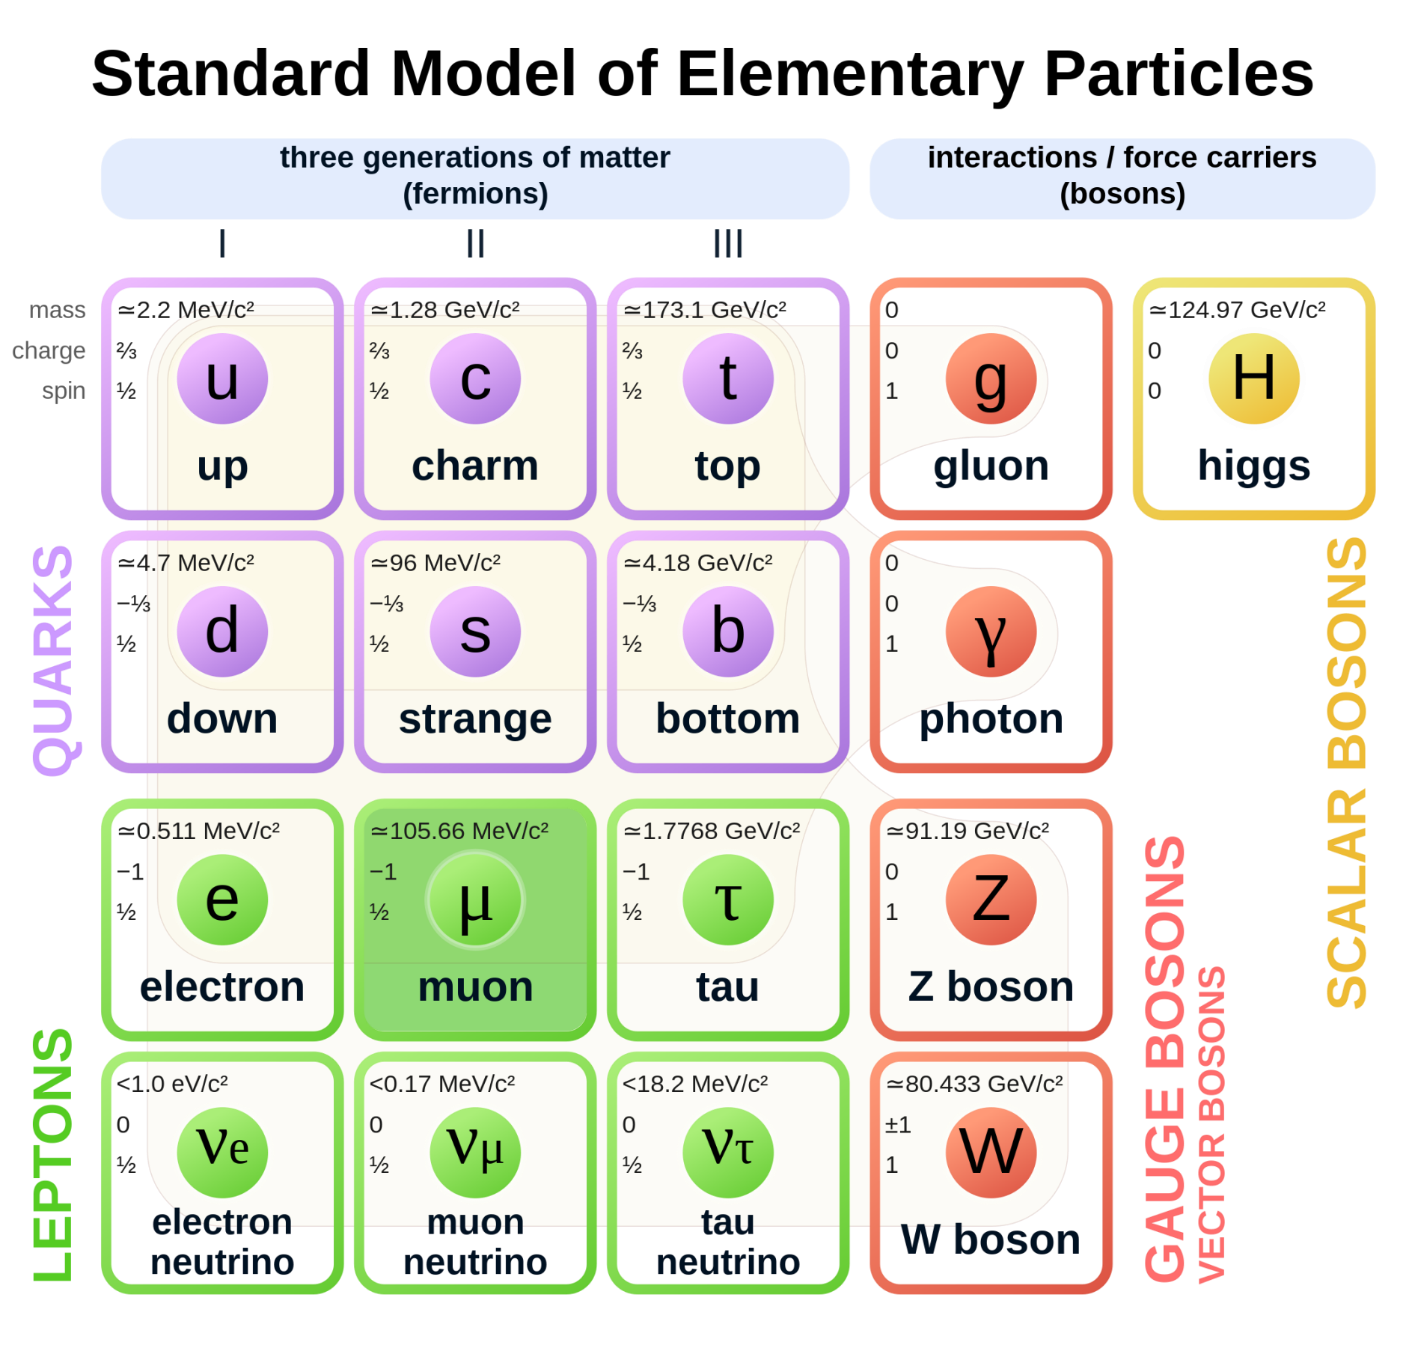 Standard Model of Elementary Particles
three generations of matter
(fermions)
interactions / force carriers
(bosons)
I
II
III
mass
charge
spin
≃2.2 MeV/c²
⅔
½
u
up
≃1.28 GeV/c²
⅔
½
c
charm
≃173.1 GeV/c²
⅔
½
t
top
0
0
1
g
gluon
≃124.97 GeV/c²
0
0
H
higgs
QUARKS
≃4.7 MeV/c²
−⅓
½
d
down
≃96 MeV/c²
−⅓
½
s
strange
≃4.18 GeV/c²
−⅓
½
b
bottom
0
0
1
γ
photon
SCALAR BOSONS
≃0.511 MeV/c²
−1
½
e
electron
≃105.66 MeV/c²
−1
½
μ
muon
≃1.7768 GeV/c²
−1
½
τ
tau
≃91.19 GeV/c²
0
1
Z
Z boson
LEPTONS
<1.0 eV/c²
0
½
νe
electron
neutrino
<0.17 MeV/c²
0
½
νμ
muon
neutrino
<18.2 MeV/c²
0
½
ντ
tau
neutrino
≃80.433 GeV/c²
±1
1
W
W boson
GAUGE BOSONS
VECTOR BOSONS